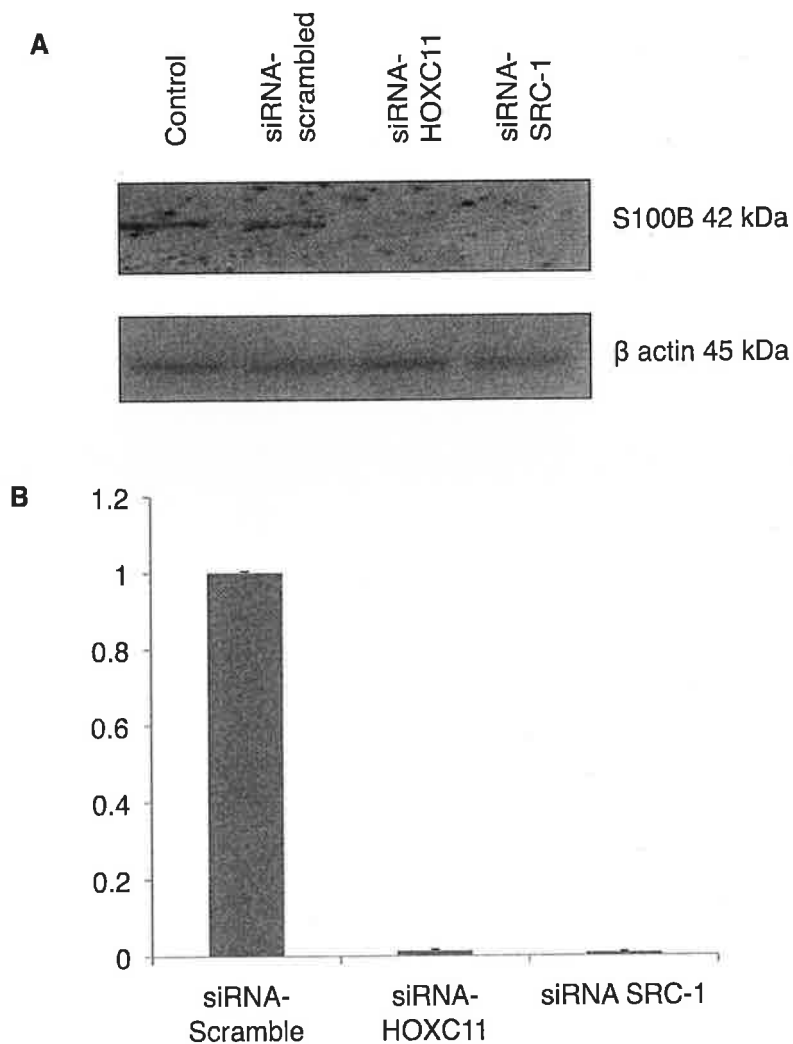 A
Control
siRNA-
scrambled
siRNA-
HOXC11
siRNA-
SRC-1
S100B 42 kDa
β actin 45 kDa
B
1.2
1
0.8
0.6
0.4
0.2
0
siRNA-
Scramble
siRNA-
HOXC11
siRNA SRC-1